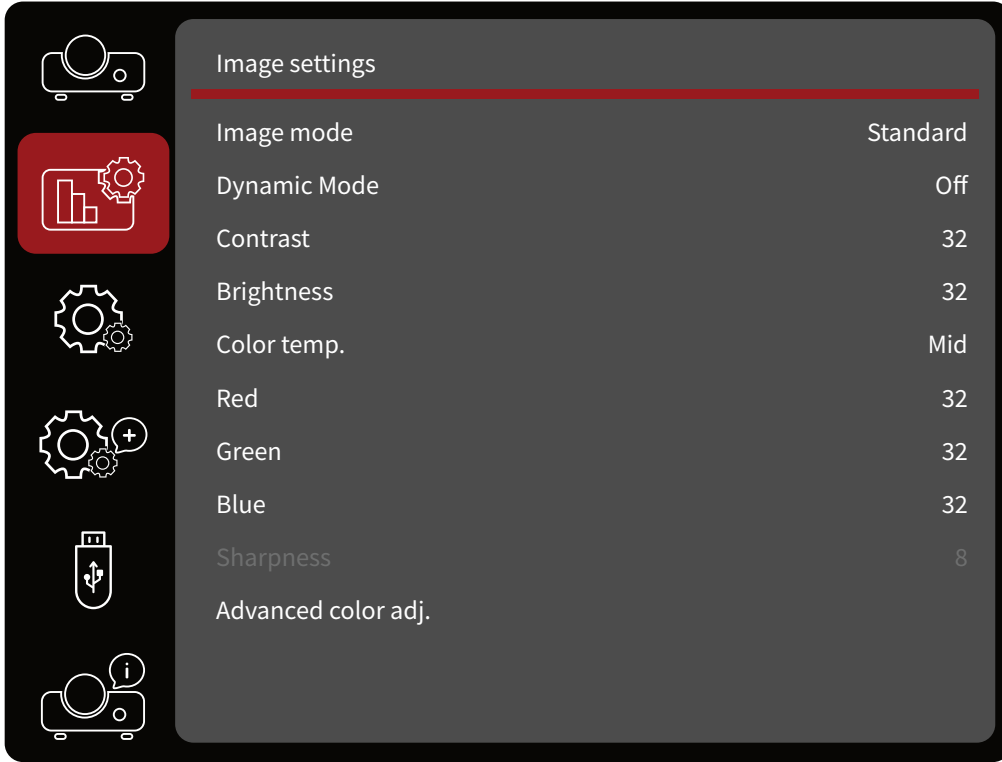 Image settings
Image mode Standard
Dynamic Mode Off
Contrast 32
Brightness 32
Color temp. Mid
Red 32
Green 32
Blue 32
Sharpness 8
Advanced color adj.